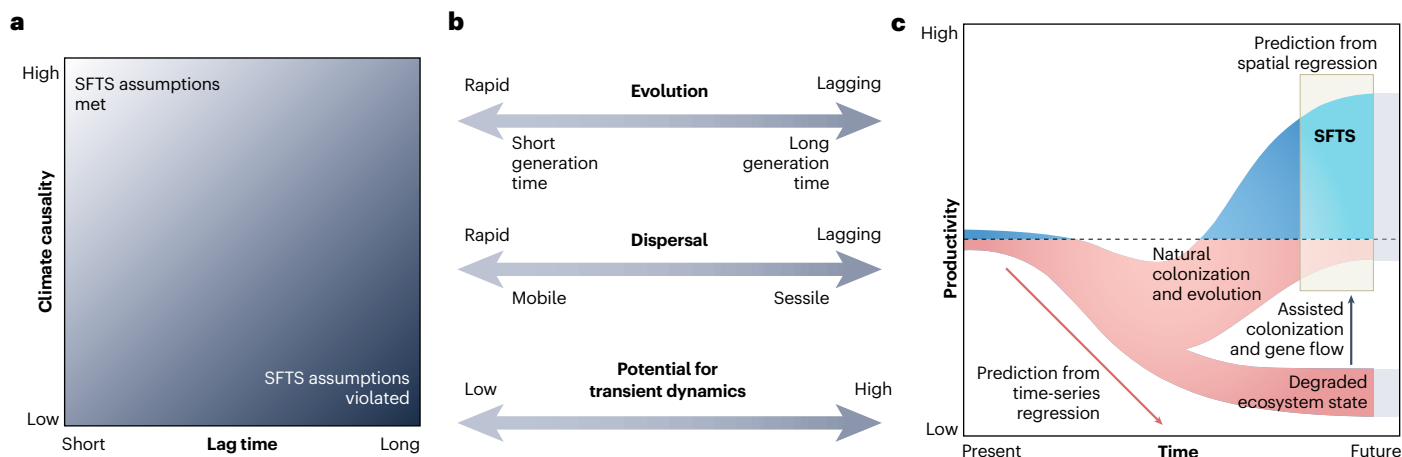 a
High
SFTS assumptions
met
Climate causality
SFTS assumptions
violated
Low
Short
Lag time
Long
b
Rapid
Evolution
Lagging
Short
generation
time
Long
generation
time
Rapid
Dispersal
Lagging
Mobile
Sessile
Potential for
transient dynamics
Low
High
c
High
Prediction from
spatial regression
SFTS
Productivity
Natural
colonization
and evolution
Assisted
colonization
and gene flow
Prediction from
time-series
regression
Degraded
ecosystem state
Low
Present
Time
Future